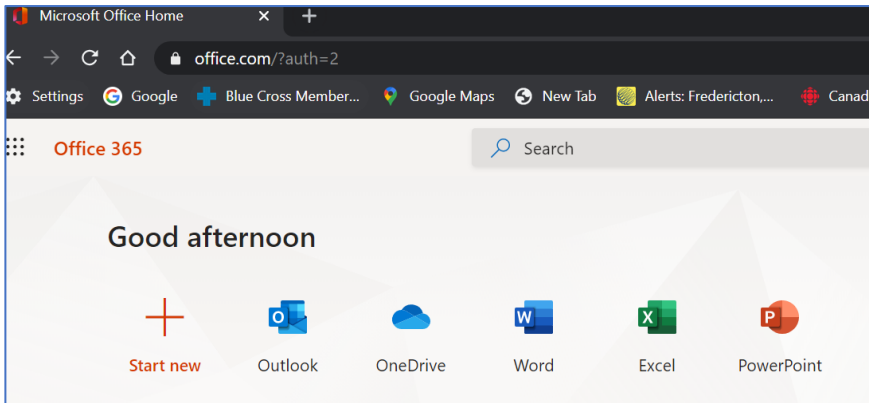 Microsoft Office Home
office.com/?auth=2
Settings Google Blue Cross Member... Google Maps New Tab Alerts: Fredericton,... Canad
Office 365 Search
Good afternoon
O W X P
Start new Outlook OneDrive Word Excel PowerPoint